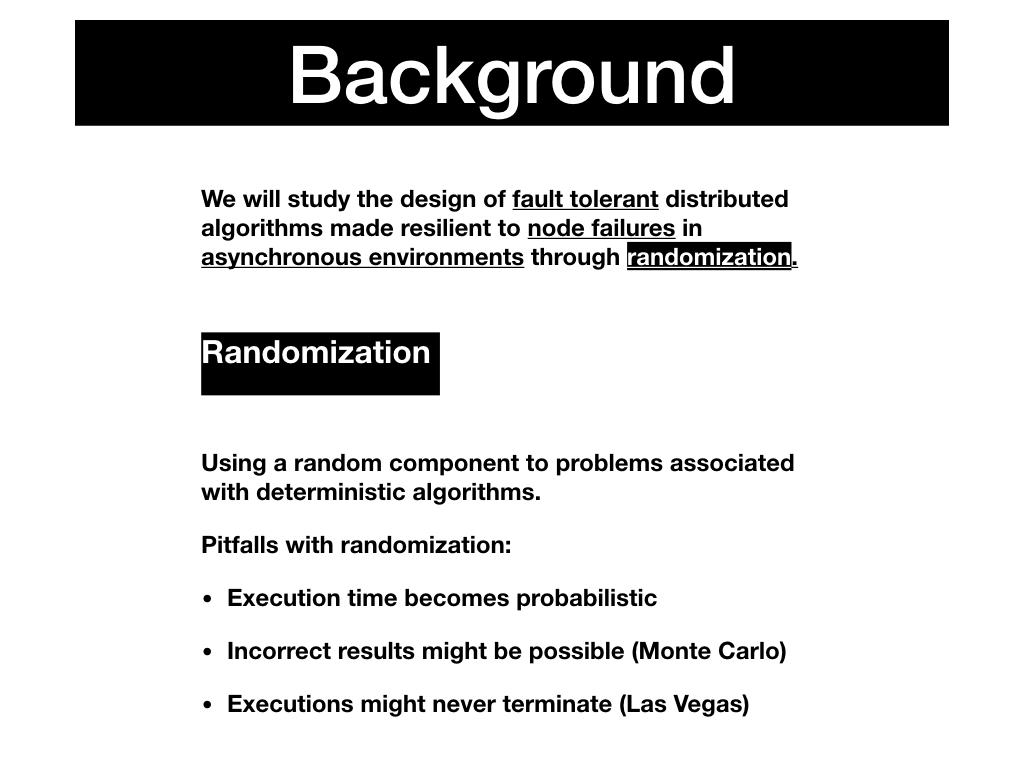 Background
We will study the design of fault tolerant distributed
algorithms made resilient to node failures in
asynchronous environments through randomization.
Randomization
Using a random component to problems associated
with deterministic algorithms.
Pitfalls with randomization:
• Execution time becomes probabilistic
• Incorrect results might be possible (Monte Carlo)
• Executions might never terminate (Las Vegas)